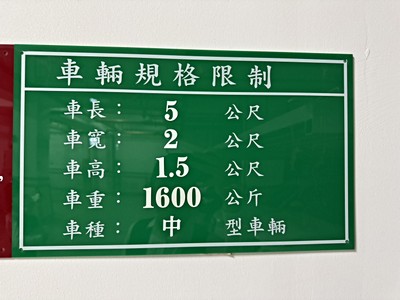 車輛規格限制
車長： 5 公尺
車寬： 2 公尺
車高： 1.5 公尺
車重： 1600 公斤
車種： 中 型車輛